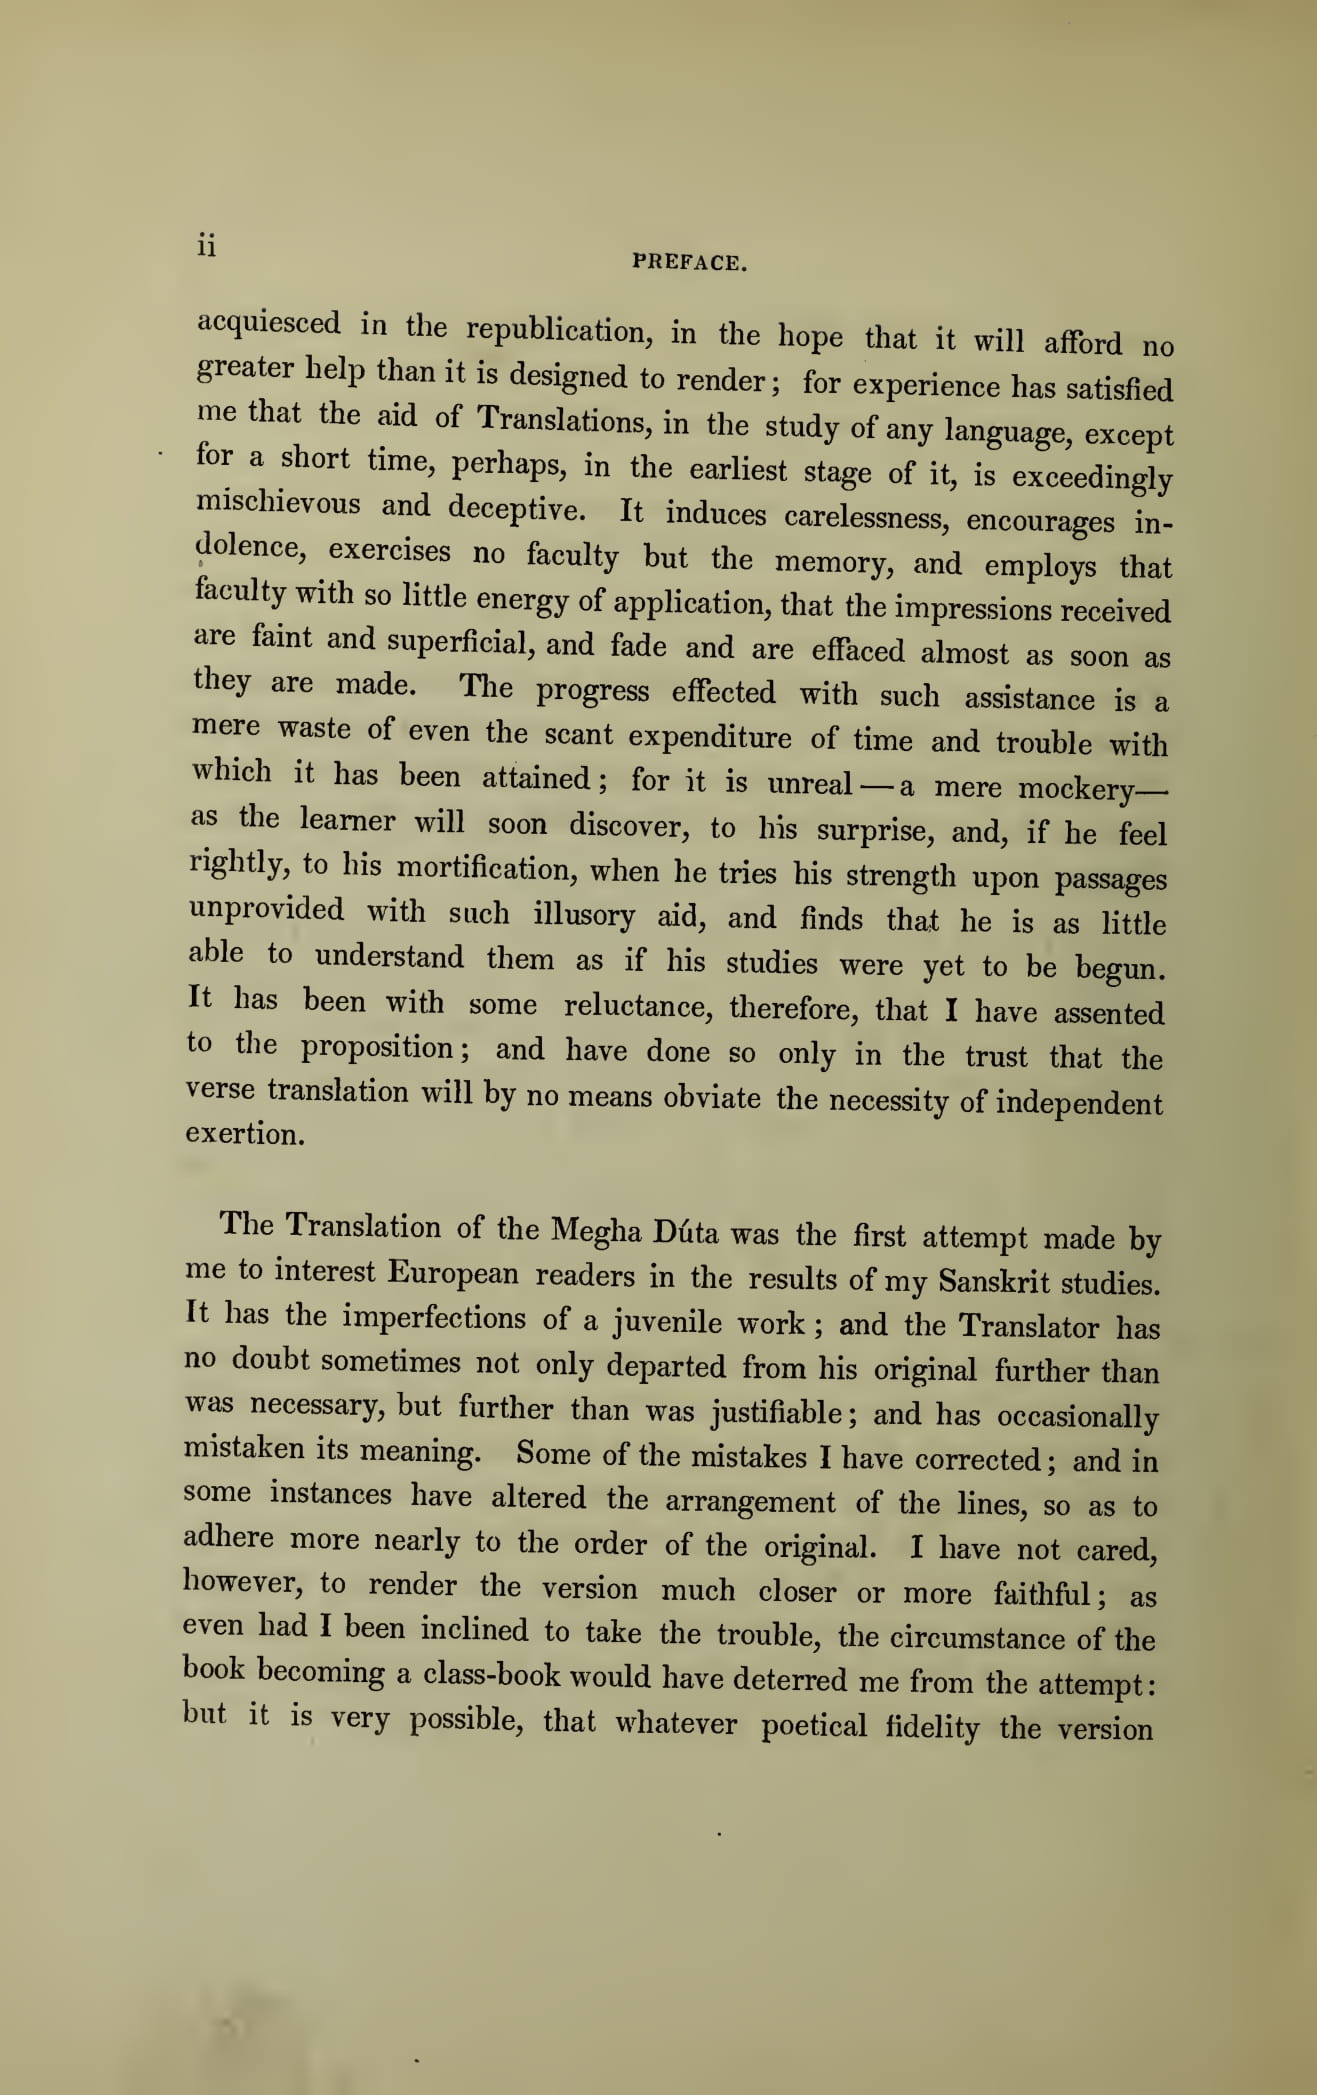 ii
PREFACE.
acquiesced in the republication, in the hope that it will afford no
greater help than it is designed to render; for experience has satisfied
me that the aid of Translations, in the study of any language, except
for a short time, perhaps, in the earliest stage of it, is exceedingly
mischievous and deceptive. It induces carelessness, encourages in-
dolence, exercises no faculty but the memory, and employs that
faculty with so little energy of application, that the impressions received
are faint and superficial, and fade and are effaced almost as soon as
they are made. The progress effected with such assistance is a
mere waste of even the scant expenditure of time and trouble with
which it has been attained; for it is unreal—a mere mockery—
as the learner will soon discover, to his surprise, and, if he feel
rightly, to his mortification, when he tries his strength upon passages
unprovided with such illusory aid, and finds that he is as little
able to understand them as if his studies were yet to be begun.
It has been with some reluctance, therefore, that I have assented
to the proposition; and have done so only in the trust that the
verse translation will by no means obviate the necessity of independent
exertion.
The Translation of the Megha Dúta was the first attempt made by
me to interest European readers in the results of my Sanskrit studies.
It has the imperfections of a juvenile work; and the Translator has
no doubt sometimes not only departed from his original further than
was necessary, but further than was justifiable; and has occasionally
mistaken its meaning. Some of the mistakes I have corrected; and in
some instances have altered the arrangement of the lines, so as to
adhere more nearly to the order of the original. I have not cared,
however, to render the version much closer or more faithful; as
even had I been inclined to take the trouble, the circumstance of the
book becoming a class-book would have deterred me from the attempt:
but it is very possible, that whatever poetical fidelity the version